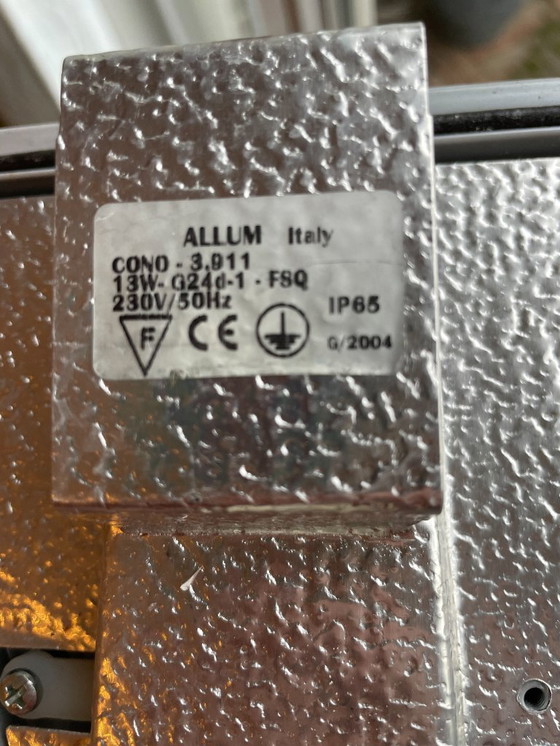 ALLUM Italy
CONO - 3.911
13W- G24d-1 - FSQ
230V/50Hz
IP65
F CE
G/2004